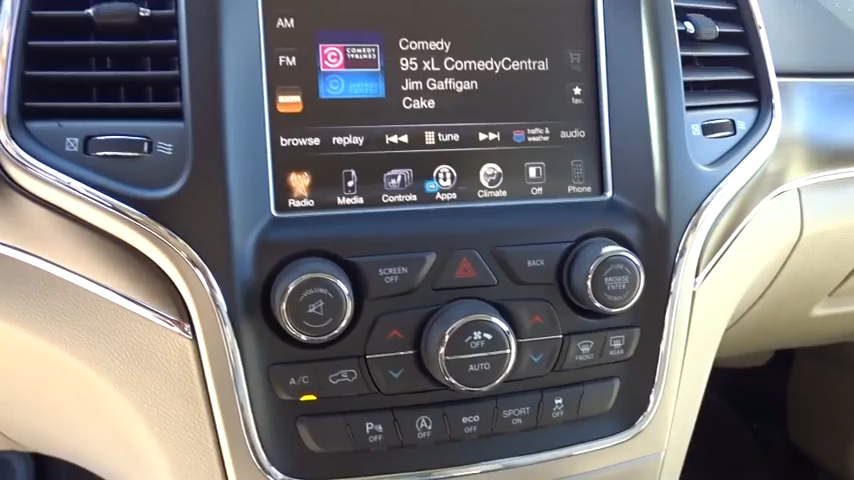 AM
FM
COMEDY
CENTRAL
Comedy
95 xL ComedyCentral
Jim Gaffigan
Cake
fav.
browse replay tune traffic & weather audio
Radio Media Controls Apps Climate Off Phone
VOLUME
SCREEN
OFF
BACK
BROWSE
ENTER
OFF
AUTO
A/C
FRONT REAR
P OFF A OFF eco OFF SPORT ON OFF